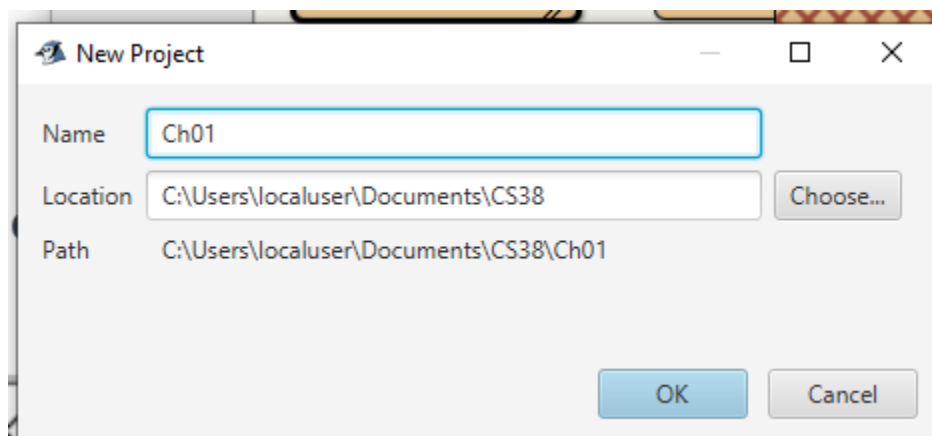 New Project
Name Ch01
Location C:\Users\localuser\Documents\CS38 Choose...
Path C:\Users\localuser\Documents\CS38\Ch01
OK Cancel